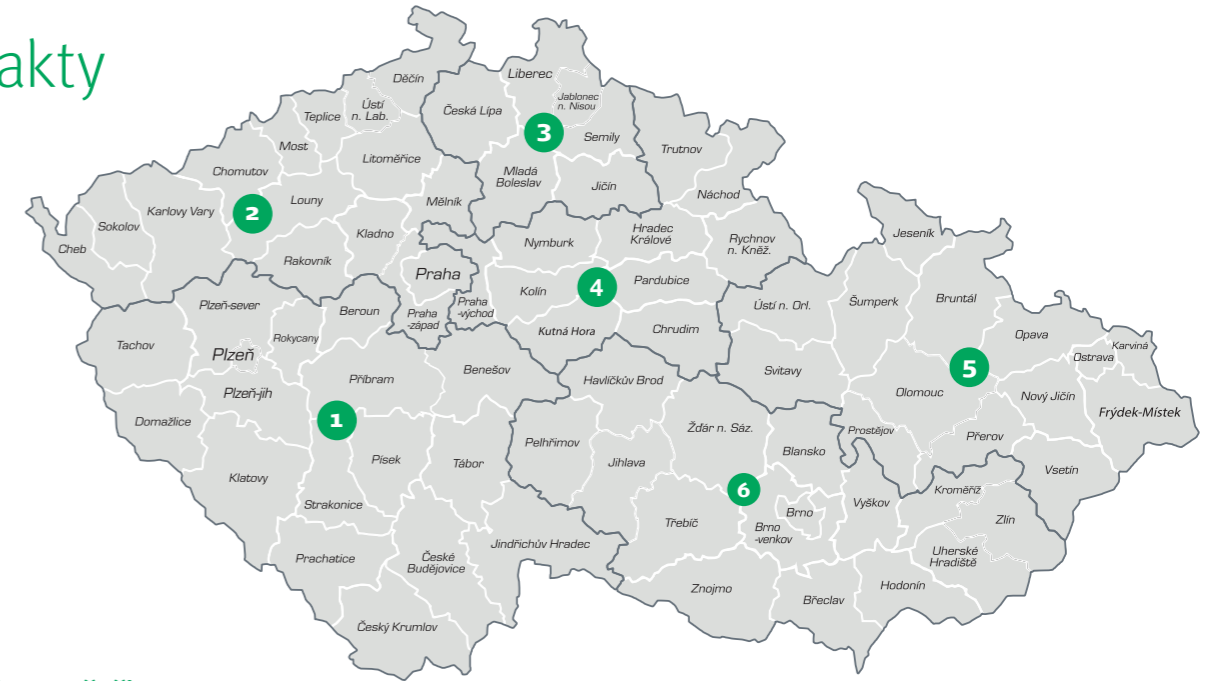 akty
Děčín
Liberec
Jablonec
n. Nisou
Ústí
n. Lab.
Teplice
Česká Lípa
3
Semily
Most
Trutnov
Litoměřice
Chomutov
Mladá
Boleslav
Jičín
Náchod
Louny
Mělník
Karlovy Vary
2
Sokolov
Cheb
Kladno
Nymburk
Hradec
Králové
Rychnov
n. Kněž.
Jeseník
Rakovník
Praha
4
Pardubice
Kolín
Plzeň-sever
Beroun
Praha
-západ
Praha
-východ
Kutná Hora
Chrudim
Ústí n. Orl.
Šumperk
Bruntál
Rokycany
Tachov
Plzeň
Opava
Karviná
Ostrava
5
Benešov
Příbram
Havlíčkův Brod
Svitavy
Olomouc
Nový Jičín
Plzeň-jih
Frýdek-Místek
Domažlice
1
Žďár n. Sáz.
Prostějov
Přerov
Pelhřimov
Blansko
Písek
Tábor
Jihlava
Vsetín
Klatovy
6
Kroměříž
Strakonice
Vyškov
Brno
Zlín
Třebíč
Brno
-venkov
Jindřichův Hradec
Prachatice
České
Budějovice
Uherské
Hradiště
Znojmo
Břeclav
Hodonín
Český Krumlov